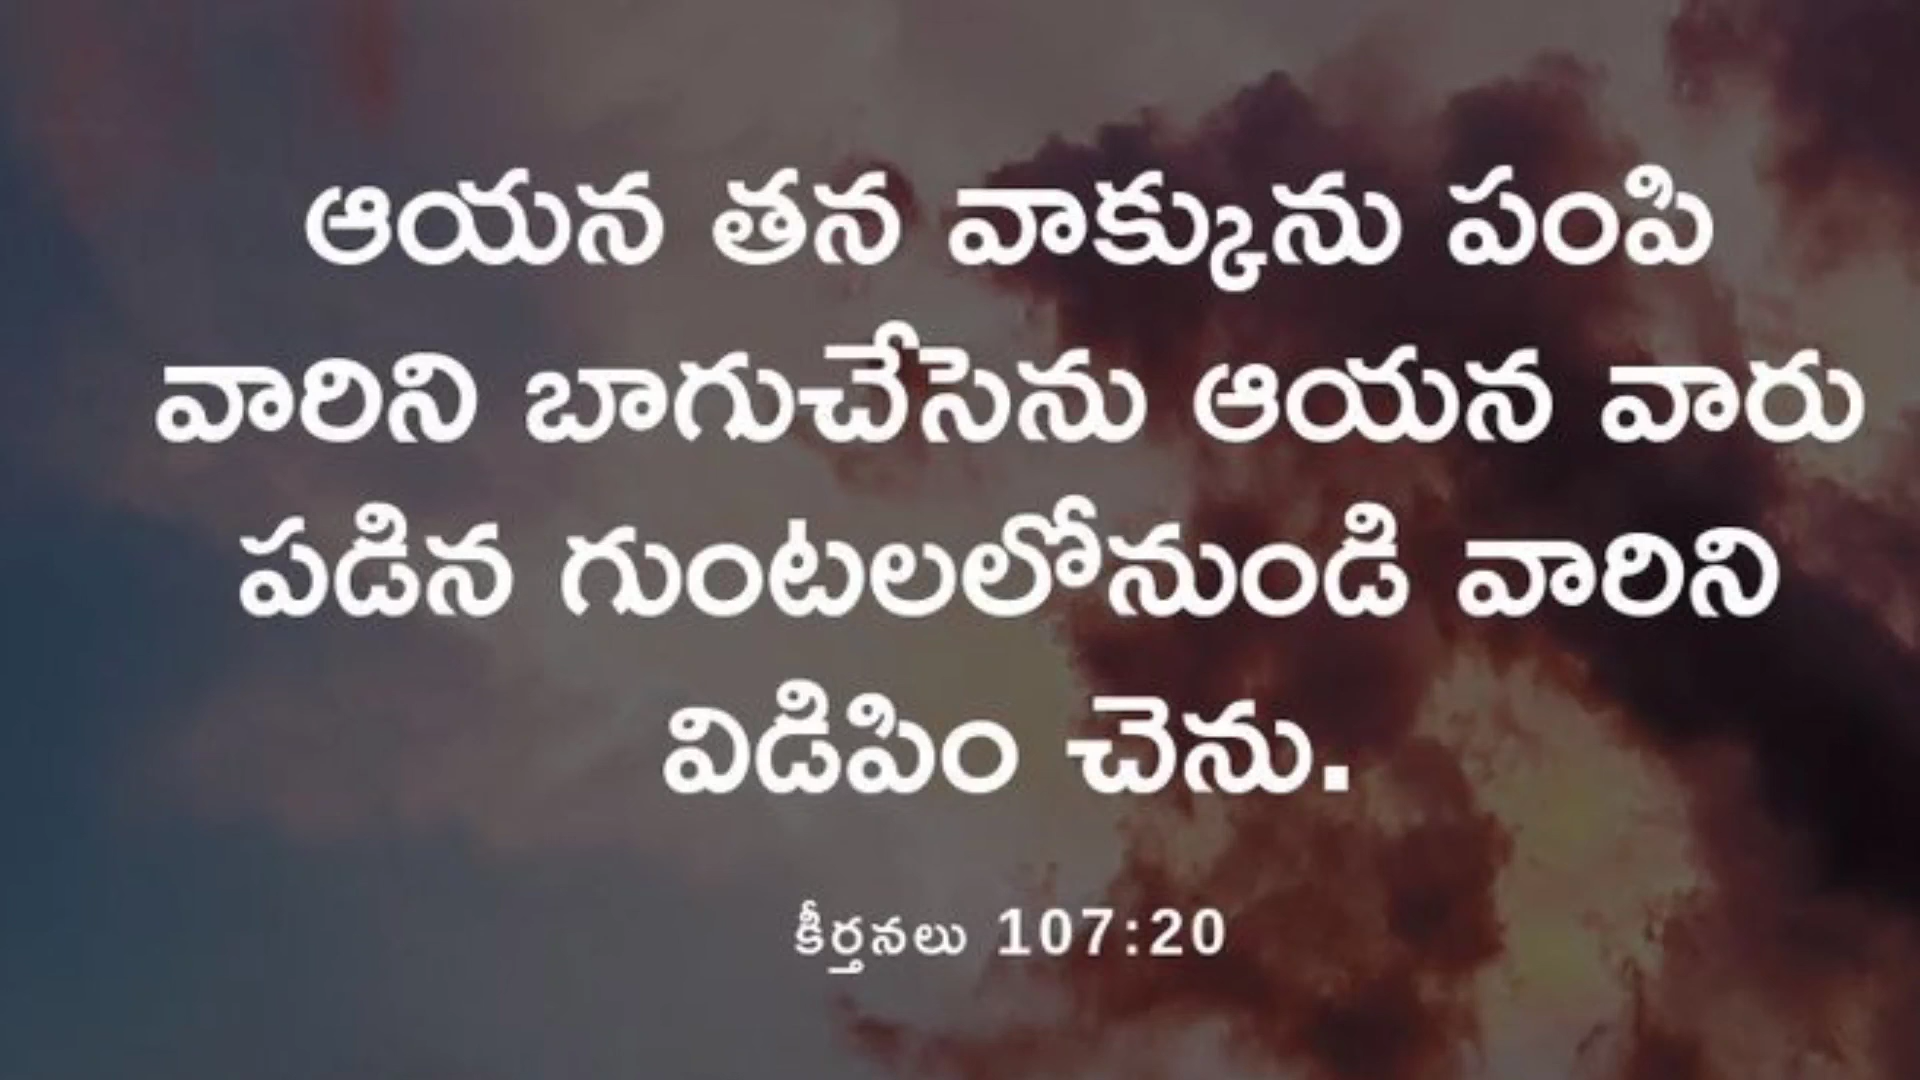 ఆయన తన వాక్కును పంపి
వారిని బాగుచేసెను ఆయన వారు
పడిన గుంటలలోనుండి వారిని
విడిపిం చెను.
కీర్తనలు 107:20